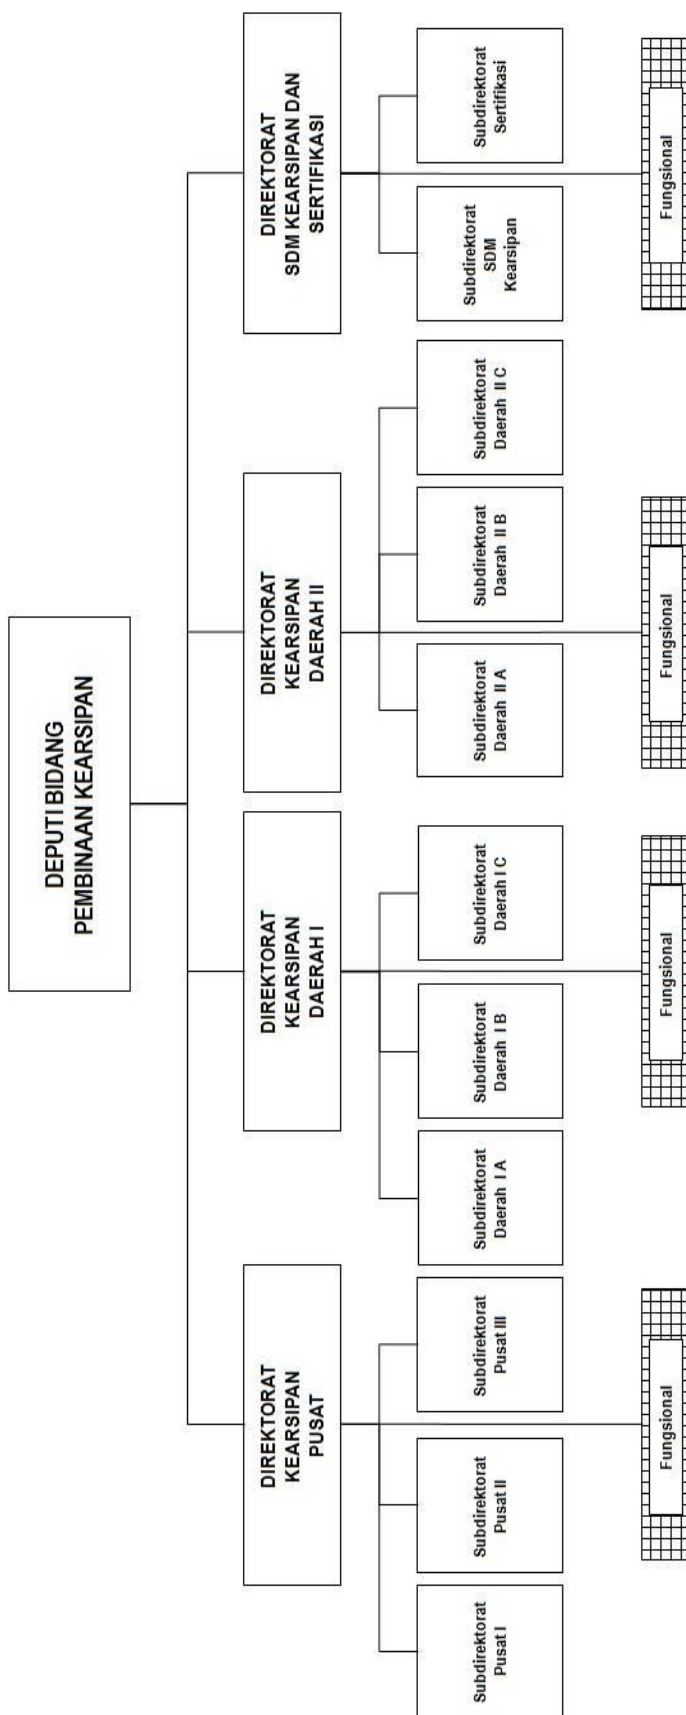 DEPUTI BIDANG
PEMBINAAN KEARSIPAN
DIREKTORAT
KEARSIPAN
PUSAT
DIREKTORAT
KEARSIPAN
DAERAH I
DIREKTORAT
KEARSIPAN
DAERAH II
DIREKTORAT
SDM KEARSIPAN DAN
SERTIFIKASI
Subdirektorat
Pusat I
Subdirektorat
Pusat II
Subdirektorat
Pusat III
Subdirektorat
Daerah I A
Subdirektorat
Daerah I B
Subdirektorat
Daerah I C
Subdirektorat
Daerah II A
Subdirektorat
Daerah II B
Subdirektorat
Daerah II C
Subdirektorat
SDM
Kearsipan
Subdirektorat
Sertifikasi
Fungsional
Fungsional
Fungsional
Fungsional